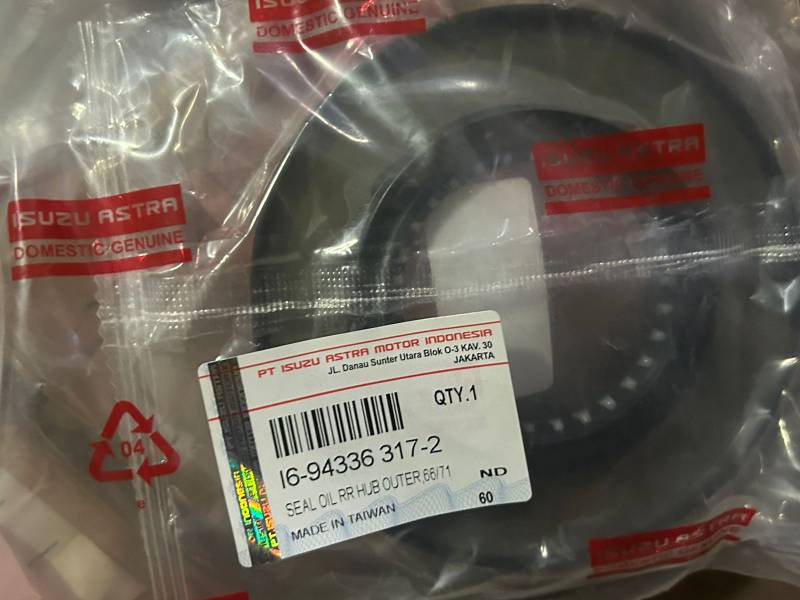 ISUZU ASTRA
DOMESTIC GENUINE
ISUZU ASTRA
DOMESTIC GENUINE
ISUZU ASTRA
DOMESTIC GENUINE
PT ISUZU ASTRA MOTOR INDONESIA
JL. Danau Sunter Utara Blok O-3 KAV. 30
JAKARTA
QTY.1
I6-94336 317-2
SEAL OIL RR HUB OUTER,66/71
ND
MADE IN TAIWAN
60
04
e
ISUZU ASTRA